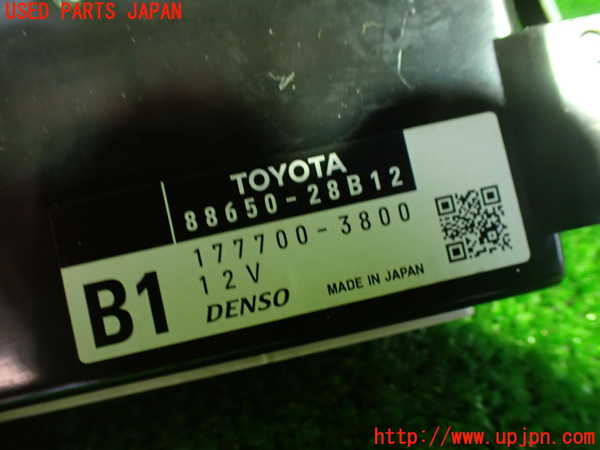 USED PARTS JAPAN
TOYOTA
88650-28B12
177700-3800
12V
B1
DENSO
MADE IN JAPAN
http://www.upjpn.com